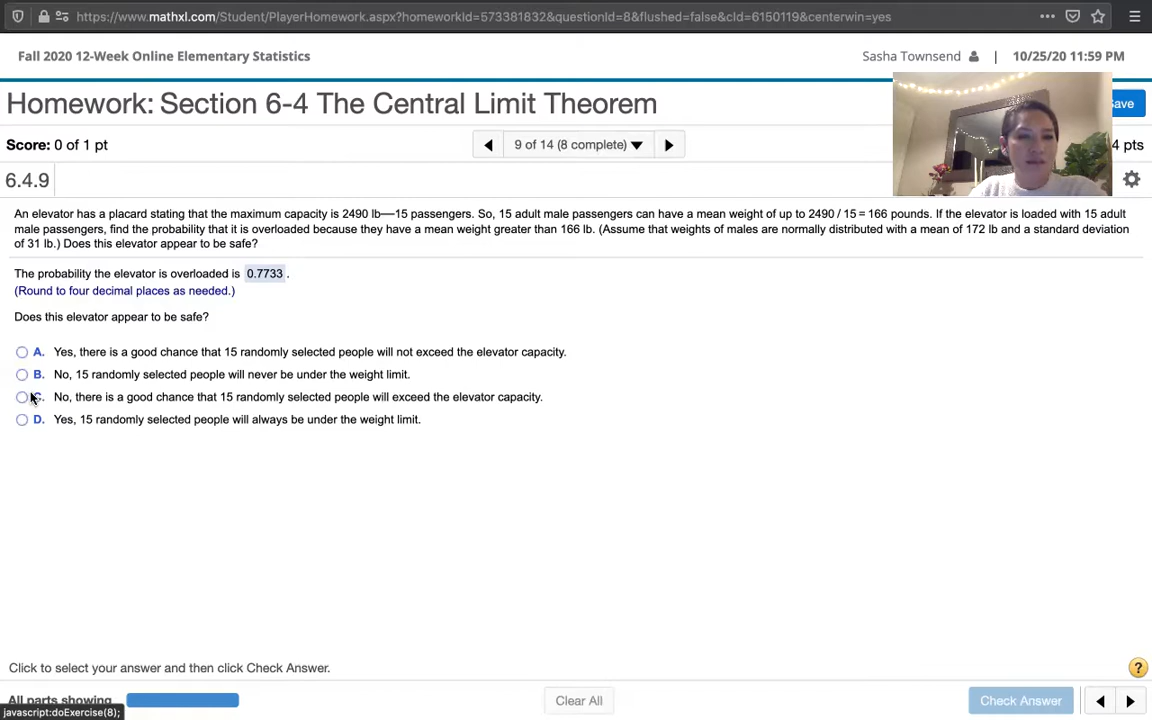 https://www.mathxl.com/Student/PlayerHomework.aspx?homeworkId=573381832&questionId=8&flushed=false&cId=6150119&centerwin=yes
Fall 2020 12-Week Online Elementary Statistics
Sasha Townsend | 10/25/20 11:59 PM
Homework: Section 6-4 The Central Limit Theorem
Score: 0 of 1 pt
9 of 14 (8 complete)
4 pts
6.4.9
An elevator has a placard stating that the maximum capacity is 2490 lb—15 passengers. So, 15 adult male passengers can have a mean weight of up to 2490 / 15 = 166 pounds. If the elevator is loaded with 15 adult
male passengers, find the probability that it is overloaded because they have a mean weight greater than 166 lb. (Assume that weights of males are normally distributed with a mean of 172 lb and a standard deviation
of 31 lb.) Does this elevator appear to be safe?
The probability the elevator is overloaded is 0.7733 .
(Round to four decimal places as needed.)
Does this elevator appear to be safe?
A. Yes, there is a good chance that 15 randomly selected people will not exceed the elevator capacity.
B. No, 15 randomly selected people will never be under the weight limit.
No, there is a good chance that 15 randomly selected people will exceed the elevator capacity.
D. Yes, 15 randomly selected people will always be under the weight limit.
Click to select your answer and then click Check Answer.
?
All parts showing
Clear All
Check Answer
javascript:doExercise(8);